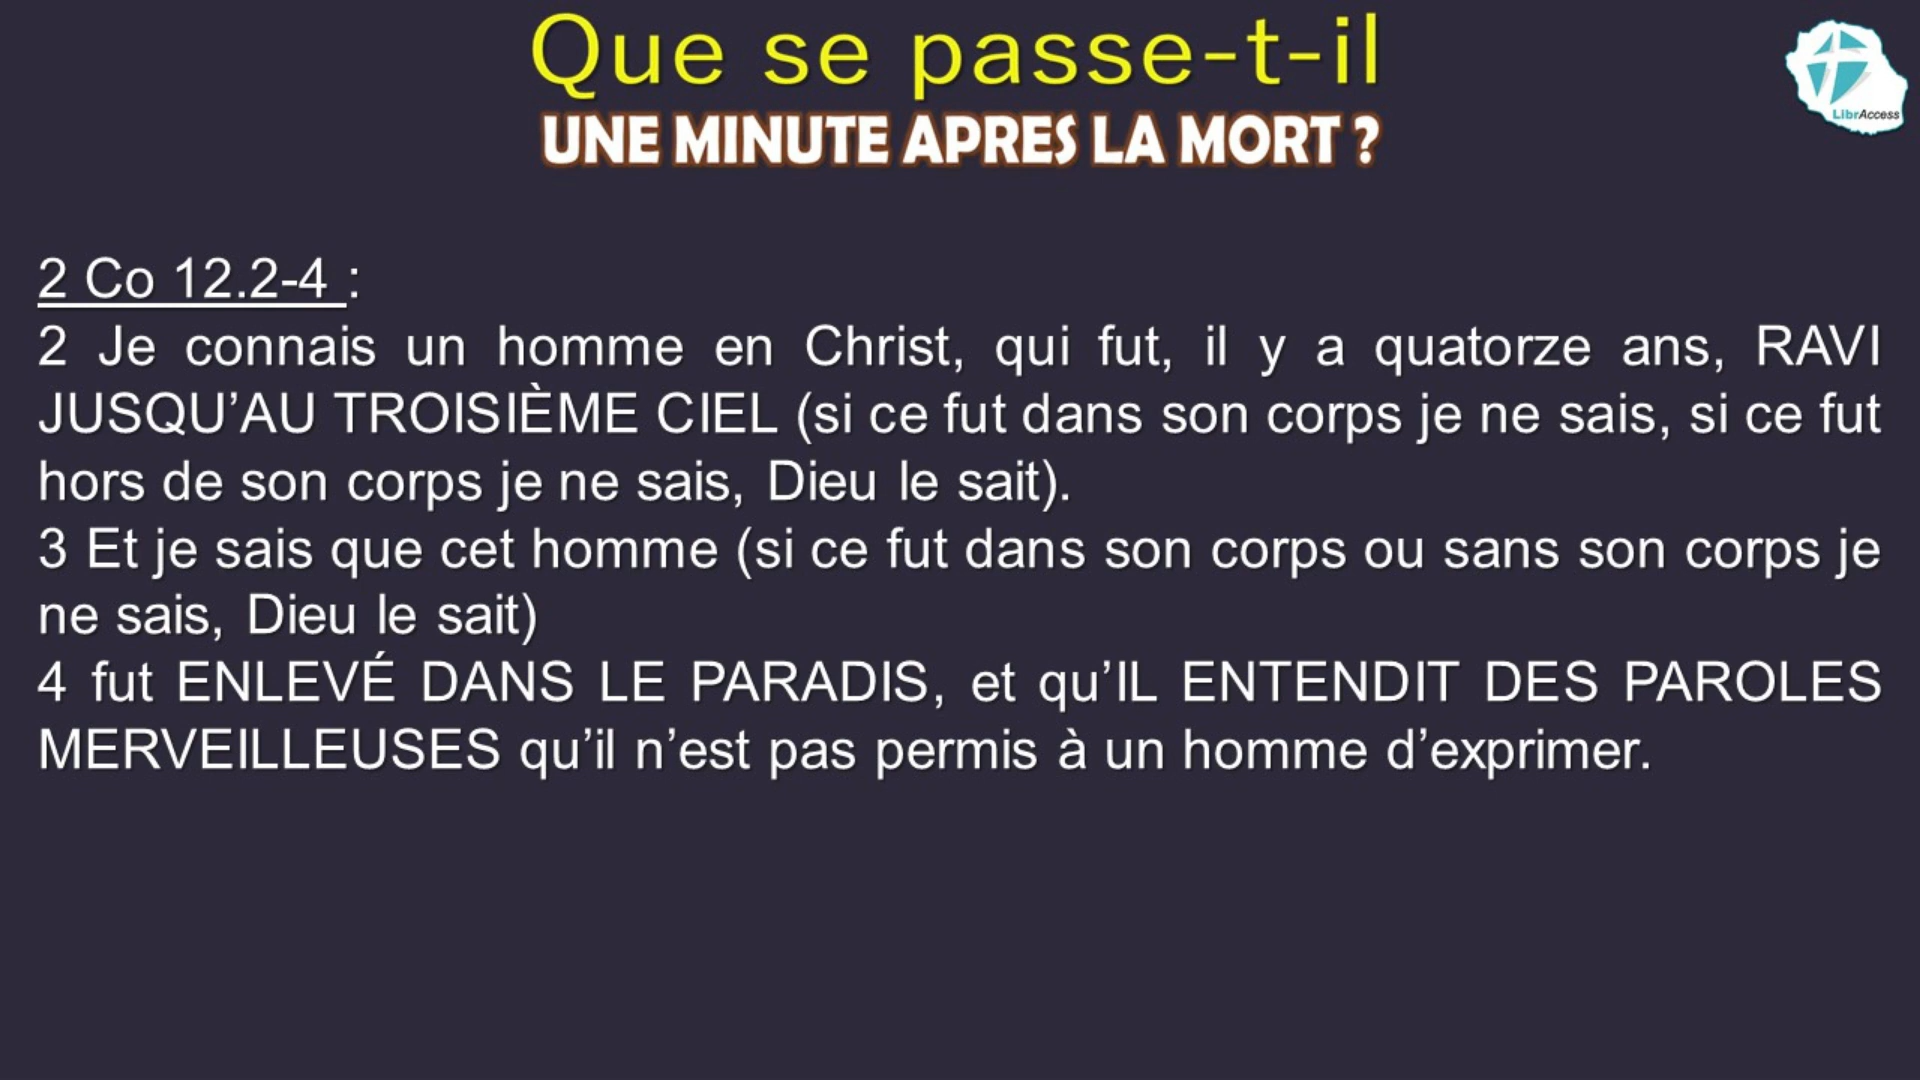 Que se passe-t-il
UNE MINUTE APRES LA MORT ?
LibrAccess
2 Co 12.2-4 :
2 Je connais un homme en Christ, qui fut, il y a quatorze ans, RAVI
JUSQU’AU TROISIÈME CIEL (si ce fut dans son corps je ne sais, si ce fut
hors de son corps je ne sais, Dieu le sait).
3 Et je sais que cet homme (si ce fut dans son corps ou sans son corps je
ne sais, Dieu le sait)
4 fut ENLEVÉ DANS LE PARADIS, et qu’IL ENTENDIT DES PAROLES
MERVEILLEUSES qu’il n’est pas permis à un homme d’exprimer.